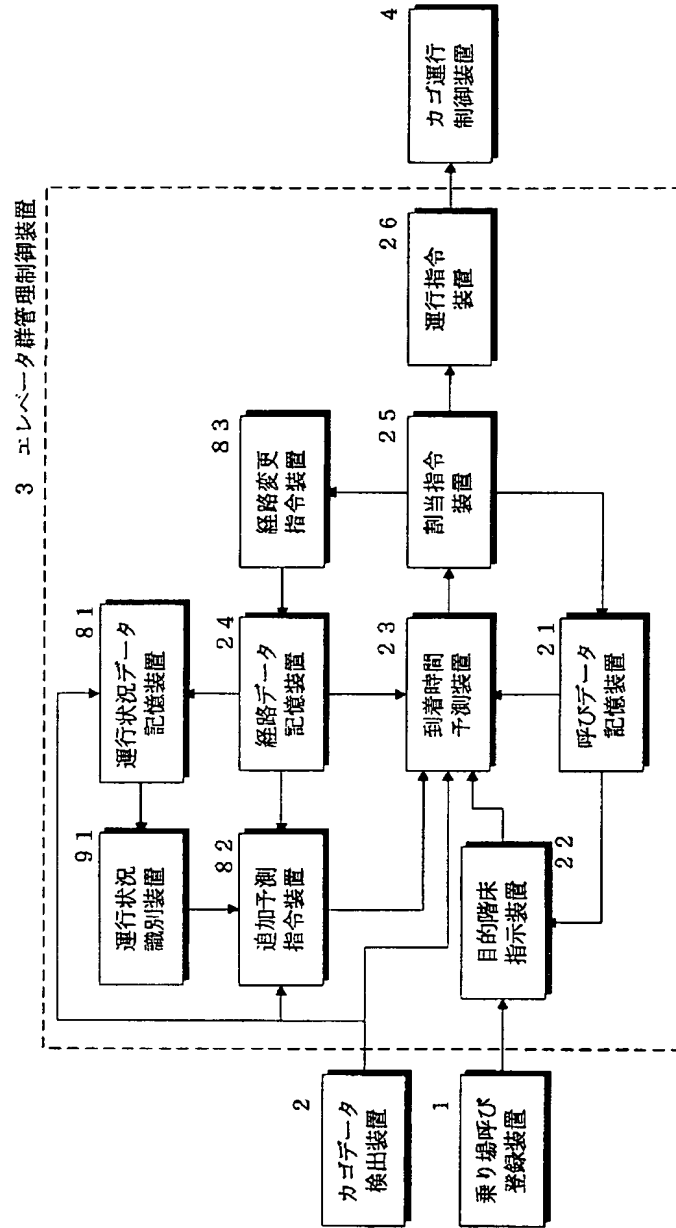 3 エレベータ群管理制御装置
カゴデータ
検出装置
2
乗り場呼び
登録装置
1
運行状況
識別装置
91
運行状況データ
記憶装置
81
追加予測
指令装置
82
経路データ
記憶装置
24
経路変更
指令装置
83
目的階床
指示装置
22
到着時間
予測装置
23
呼びデータ
記憶装置
21
割当指令
装置
25
運行指令
装置
26
カゴ運行
制御装置
4